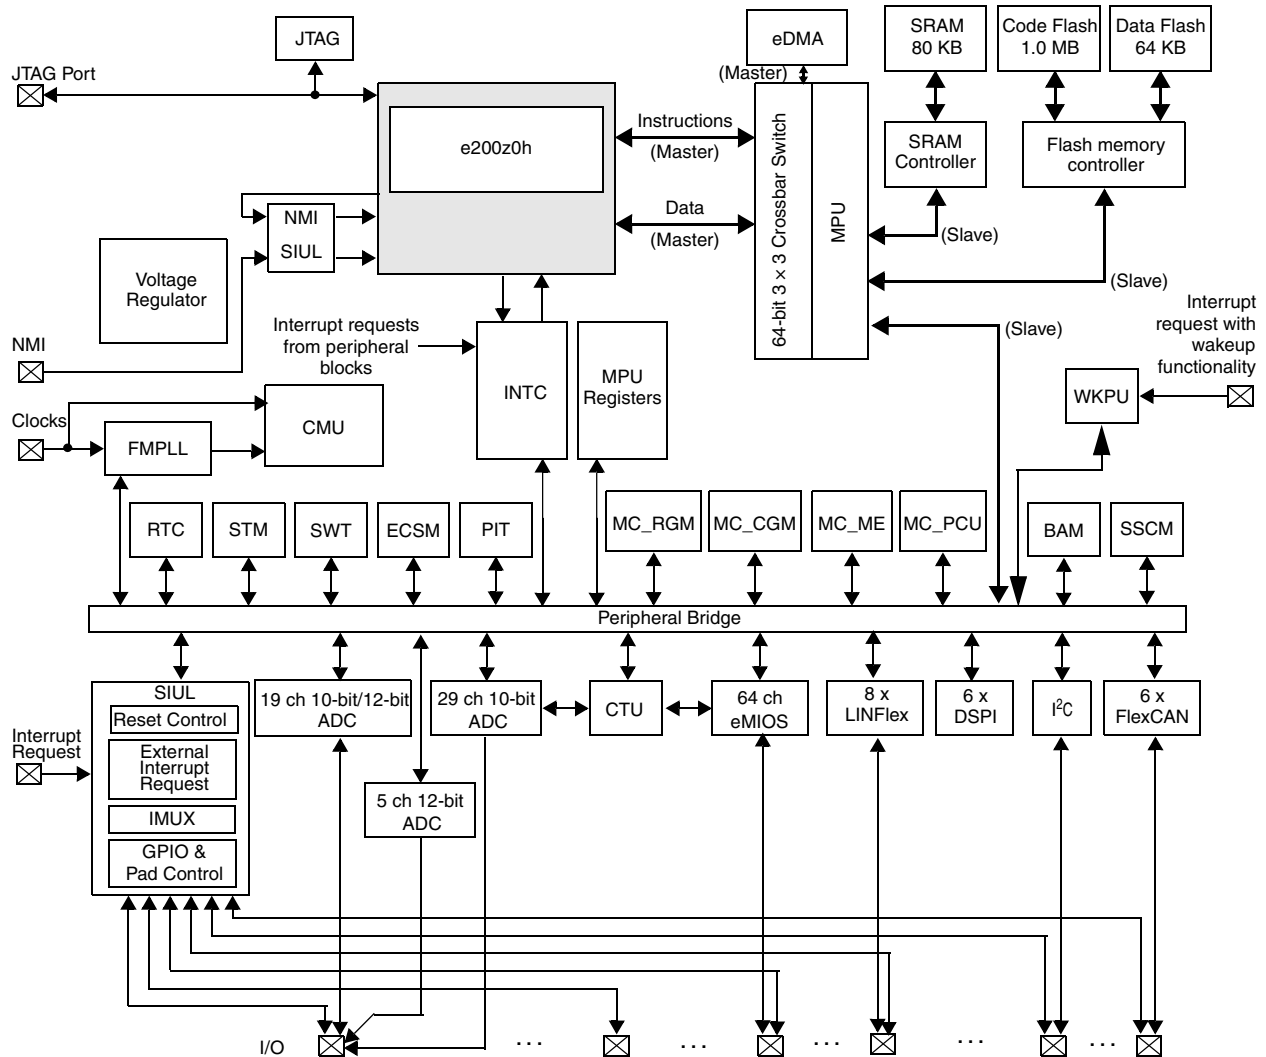 JTAG
eDMA
SRAM
80 KB
Code Flash
1.0 MB
Data Flash
64 KB
JTAG Port
(Master)
e200z0h
Instructions
(Master)
64-bit 3 × 3 Crossbar Switch
MPU
SRAM
Controller
Flash memory
controller
NMI
SIUL
Data
(Master)
(Slave)
(Slave)
(Slave)
Voltage
Regulator
Interrupt
request with
wakeup
functionality
NMI
Interrupt requests
from peripheral
blocks
INTC
MPU
Registers
WKPU
Clocks
FMPLL
CMU
RTC
STM
SWT
ECSM
PIT
MC_RGM
MC_CGM
MC_ME
MC_PCU
BAM
SSCM
Peripheral Bridge
SIUL
Reset Control
External
Interrupt
Request
IMUX
GPIO &
Pad Control
Interrupt
Request
19 ch 10-bit/12-bit
ADC
29 ch 10-bit
ADC
CTU
64 ch
eMIOS
8 x
LINFlex
6 x
DSPI
I²C
6 x
FlexCAN
5 ch 12-bit
ADC
I/O
. . .
. . .
. . .
. . .
. . .